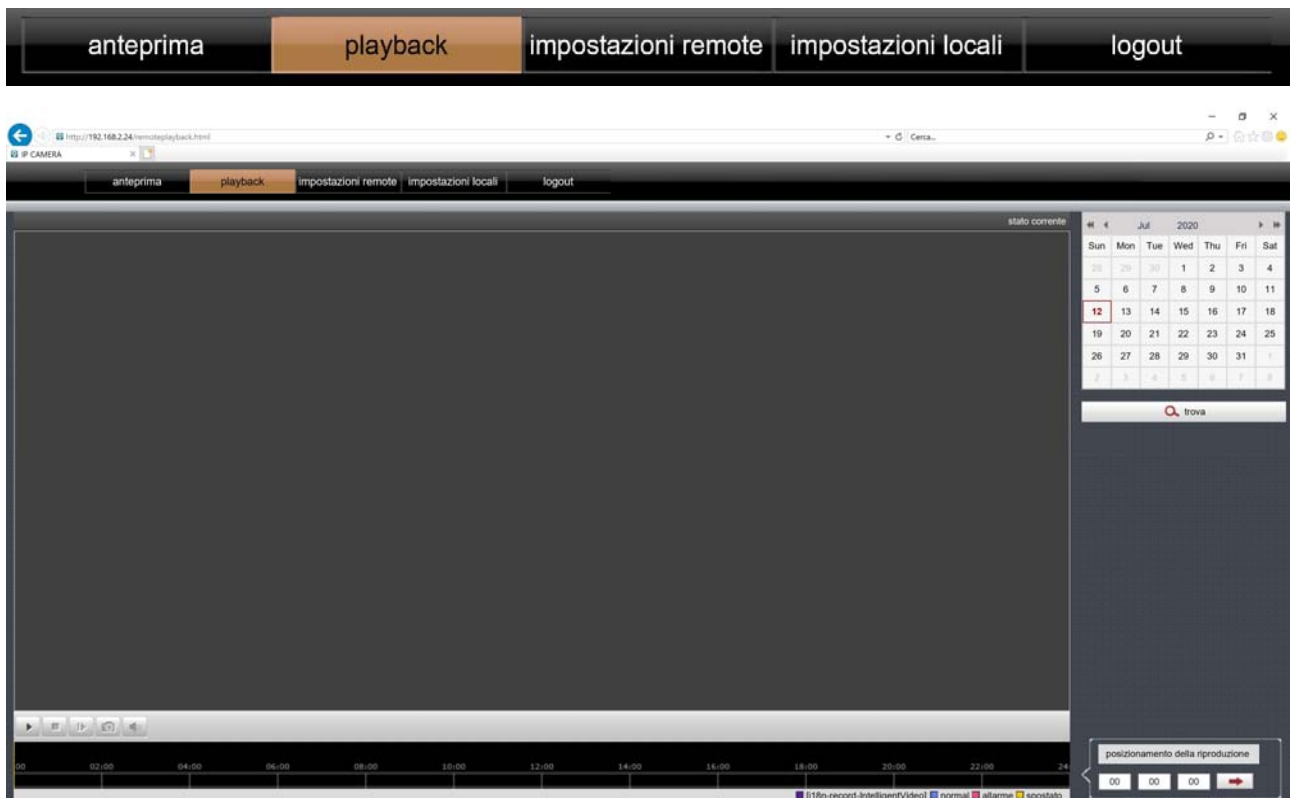 anteprima playback impostazioni remote impostazioni locali logout
http://192.168.2.24/remoteplayback.html Cerca...
IP CAMERA
anteprima playback impostazioni remote impostazioni locali logout
stato corrente
Jul 2020
Sun Mon Tue Wed Thu Fri Sat
28 29 30 1 2 3 4
5 6 7 8 9 10 11
12 13 14 15 16 17 18
19 20 21 22 23 24 25
26 27 28 29 30 31 1
2 3 4 5 6 7 8
trova
posizionamento della riproduzione
00 00 00
00 02:00 04:00 06:00 08:00 10:00 12:00 14:00 16:00 18:00 20:00 22:00 24:
[i18n-record-IntelligentVideo] normal allarme spostato